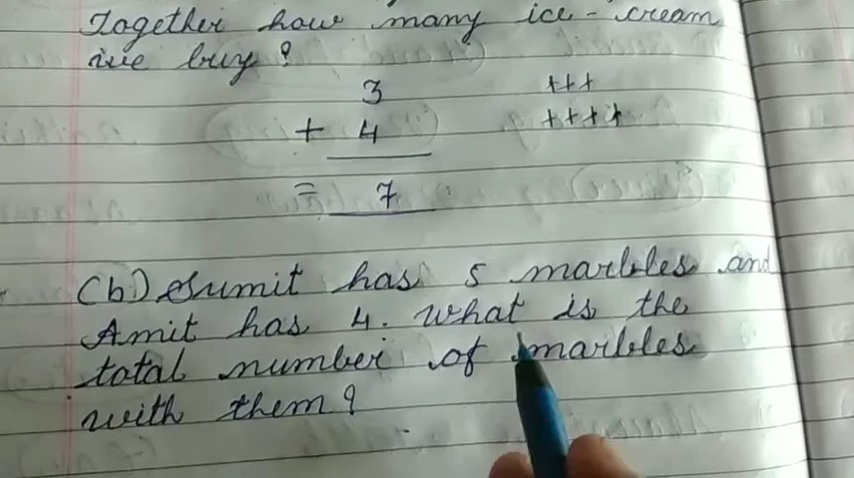 Together how many ice-cream
we buy?
3 +++
+ 4 ++++
= 7
(b) Sumit has 5 marbles and
Amit has 4. What is the
total number of marbles
with them?